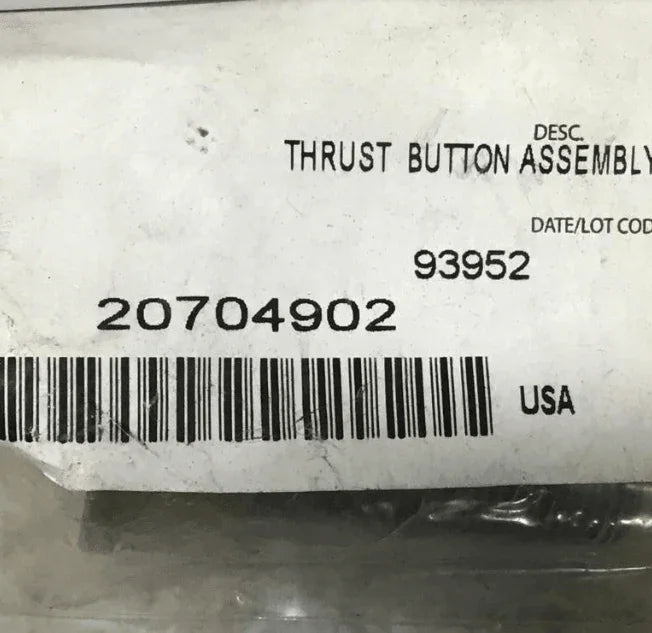 DESC.
THRUST BUTTON ASSEMBLY
DATE/LOT COD
93952
20704902
USA